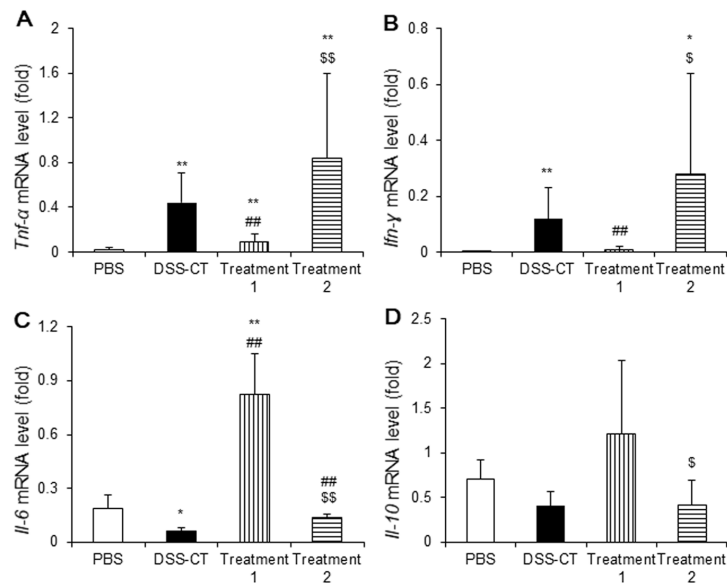 A
Tnf-α mRNA level (fold)
2
1.6
1.2
0.8
0.4
0
**
**
##
**
**
$$
PBS
DSS-CT
Treatment
1
Treatment
2
B
Ifn-γ mRNA level (fold)
0.8
0.6
0.4
0.2
0
**
##
*
$
PBS
DSS-CT
Treatment
1
Treatment
2
C
Il-6 mRNA level (fold)
1.2
0.9
0.6
0.3
0
*
**
##
##
$$
PBS
DSS-CT
Treatment
1
Treatment
2
D
Il-10 mRNA level (fold)
2.5
2
1.5
1
0.5
0
$
PBS
DSS-CT
Treatment
1
Treatment
2